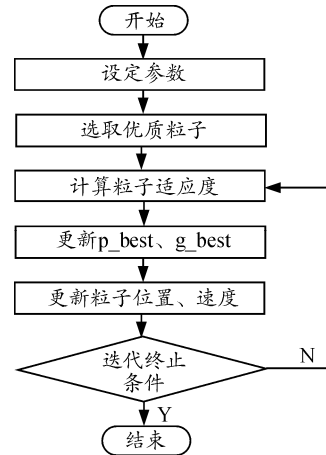 开始
设定参数
选取优质粒子
计算粒子适应度
更新p_best、g_best
更新粒子位置、速度
迭代终止
条件
N
Y
结束